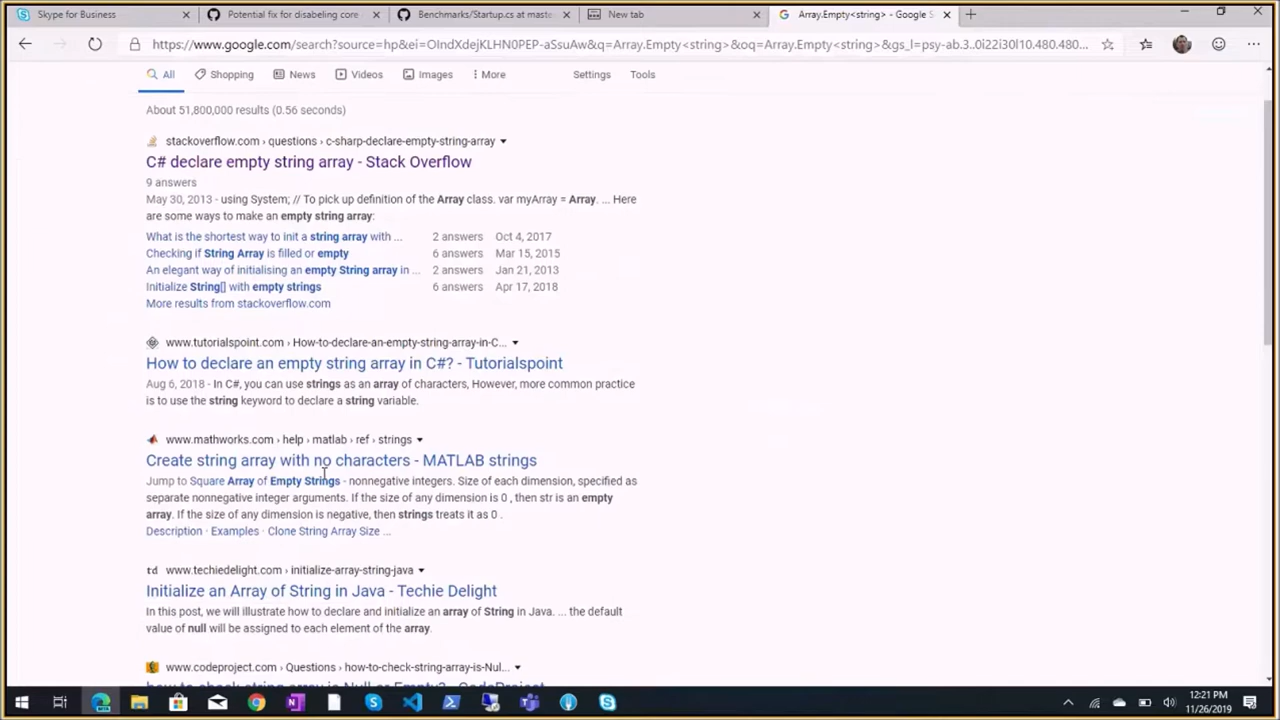 Skype for Business
Potential fix for disabeling core
Benchmarks/Startup.cs at maste
New tab
Array.Empty<string> - Google S
https://www.google.com/search?source=hp&ei=OIndXdejKLHN0PEP-aSsuAw&q=Array.Empty<string>&oq=Array.Empty<string>&gs_l=psy-ab.3..0i22i30l10.480.480...
All
Shopping
News
Videos
Images
More
Settings
Tools
About 51,800,000 results (0.56 seconds)
stackoverflow.com › questions › c-sharp-declare-empty-string-array
C# declare empty string array - Stack Overflow
9 answers
May 30, 2013 - using System; // To pick up definition of the Array class. var myArray = Array. ... Here
are some ways to make an empty string array:
What is the shortest way to init a string array with ... 2 answers Oct 4, 2017
Checking if String Array is filled or empty 6 answers Mar 15, 2015
An elegant way of initialising an empty String array in ... 2 answers Jan 21, 2013
Initialize String[] with empty strings 6 answers Apr 17, 2018
More results from stackoverflow.com
www.tutorialspoint.com › How-to-declare-an-empty-string-array-in-C...
How to declare an empty string array in C#? - Tutorialspoint
Aug 6, 2018 - In C#, you can use strings as an array of characters, However, more common practice
is to use the string keyword to declare a string variable.
www.mathworks.com › help › matlab › ref › strings
Create string array with no characters - MATLAB strings
Jump to Square Array of Empty Strings - nonnegative integers. Size of each dimension, specified as
separate nonnegative integer arguments. If the size of any dimension is 0 , then str is an empty
array. If the size of any dimension is negative, then strings treats it as 0 .
Description · Examples · Clone String Array Size ...
www.techiedelight.com › initialize-array-string-java
Initialize an Array of String in Java - Techie Delight
In this post, we will illustrate how to declare and initialize an array of String in Java. ... the default
value of null will be assigned to each element of the array.
www.codeproject.com › Questions › how-to-check-string-array-is-Nul...
how to check string array is Null or Empty? - CodeProject
12:21 PM
11/26/2019